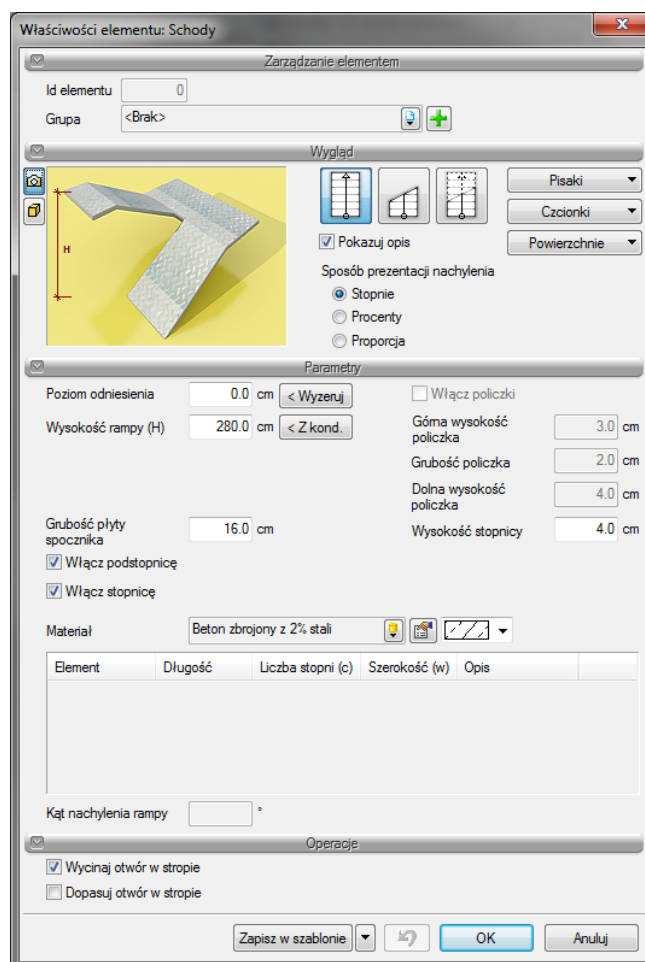 Właściwości elementu: Schody
Zarządzanie elementem
Id elementu 0
Grupa <Brak>
Wygląd
H
Pisaki
Czcionki
Pokazuj opis Powierzchnie
Sposób prezentacji nachylenia
Stopnie
Procenty
Proporcja
Parametry
Poziom odniesienia 0.0 cm < Wyzeruj Włącz policzki
Wysokość rampy (H) 280.0 cm < Z kond. Górna wysokość
policzka 3.0 cm
Grubość policzka 2.0 cm
Dolna wysokość
policzka 4.0 cm
Grubość płyty
spocznika 16.0 cm Wysokość stopnicy 4.0 cm
Włącz podstopnicę
Włącz stopnicę
Materiał Beton zbrojony z 2% stali
Element Długość Liczba stopni (c) Szerokość (w) Opis
Kąt nachylenia rampy °
Operacje
Wycinaj otwór w stropie
Dopasuj otwór w stropie
Zapisz w szablonie OK Anuluj